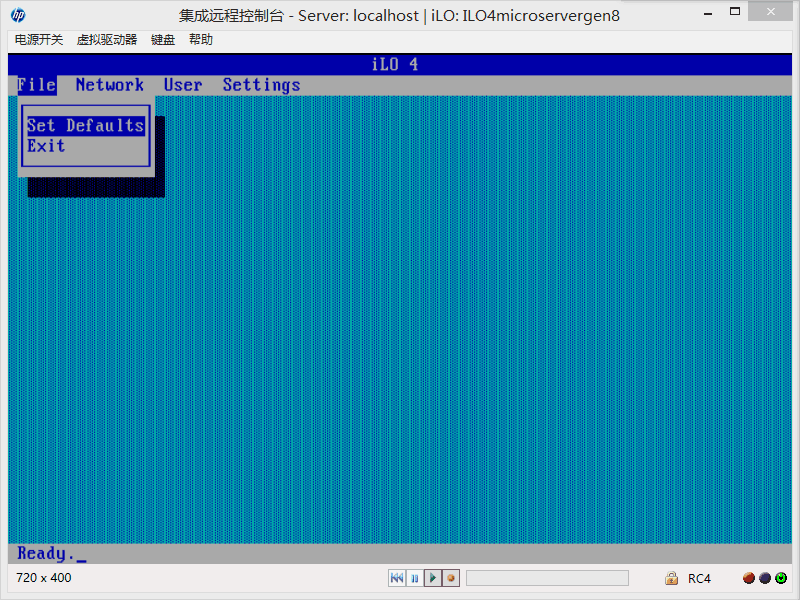 hp 集成远程控制台 - Server: localhost | iLO: ILO4microservergen8
电源开关 虚拟驱动器 键盘 帮助
iLO 4
File Network User Settings
Set Defaults
Exit
Ready._
720 x 400 RC4